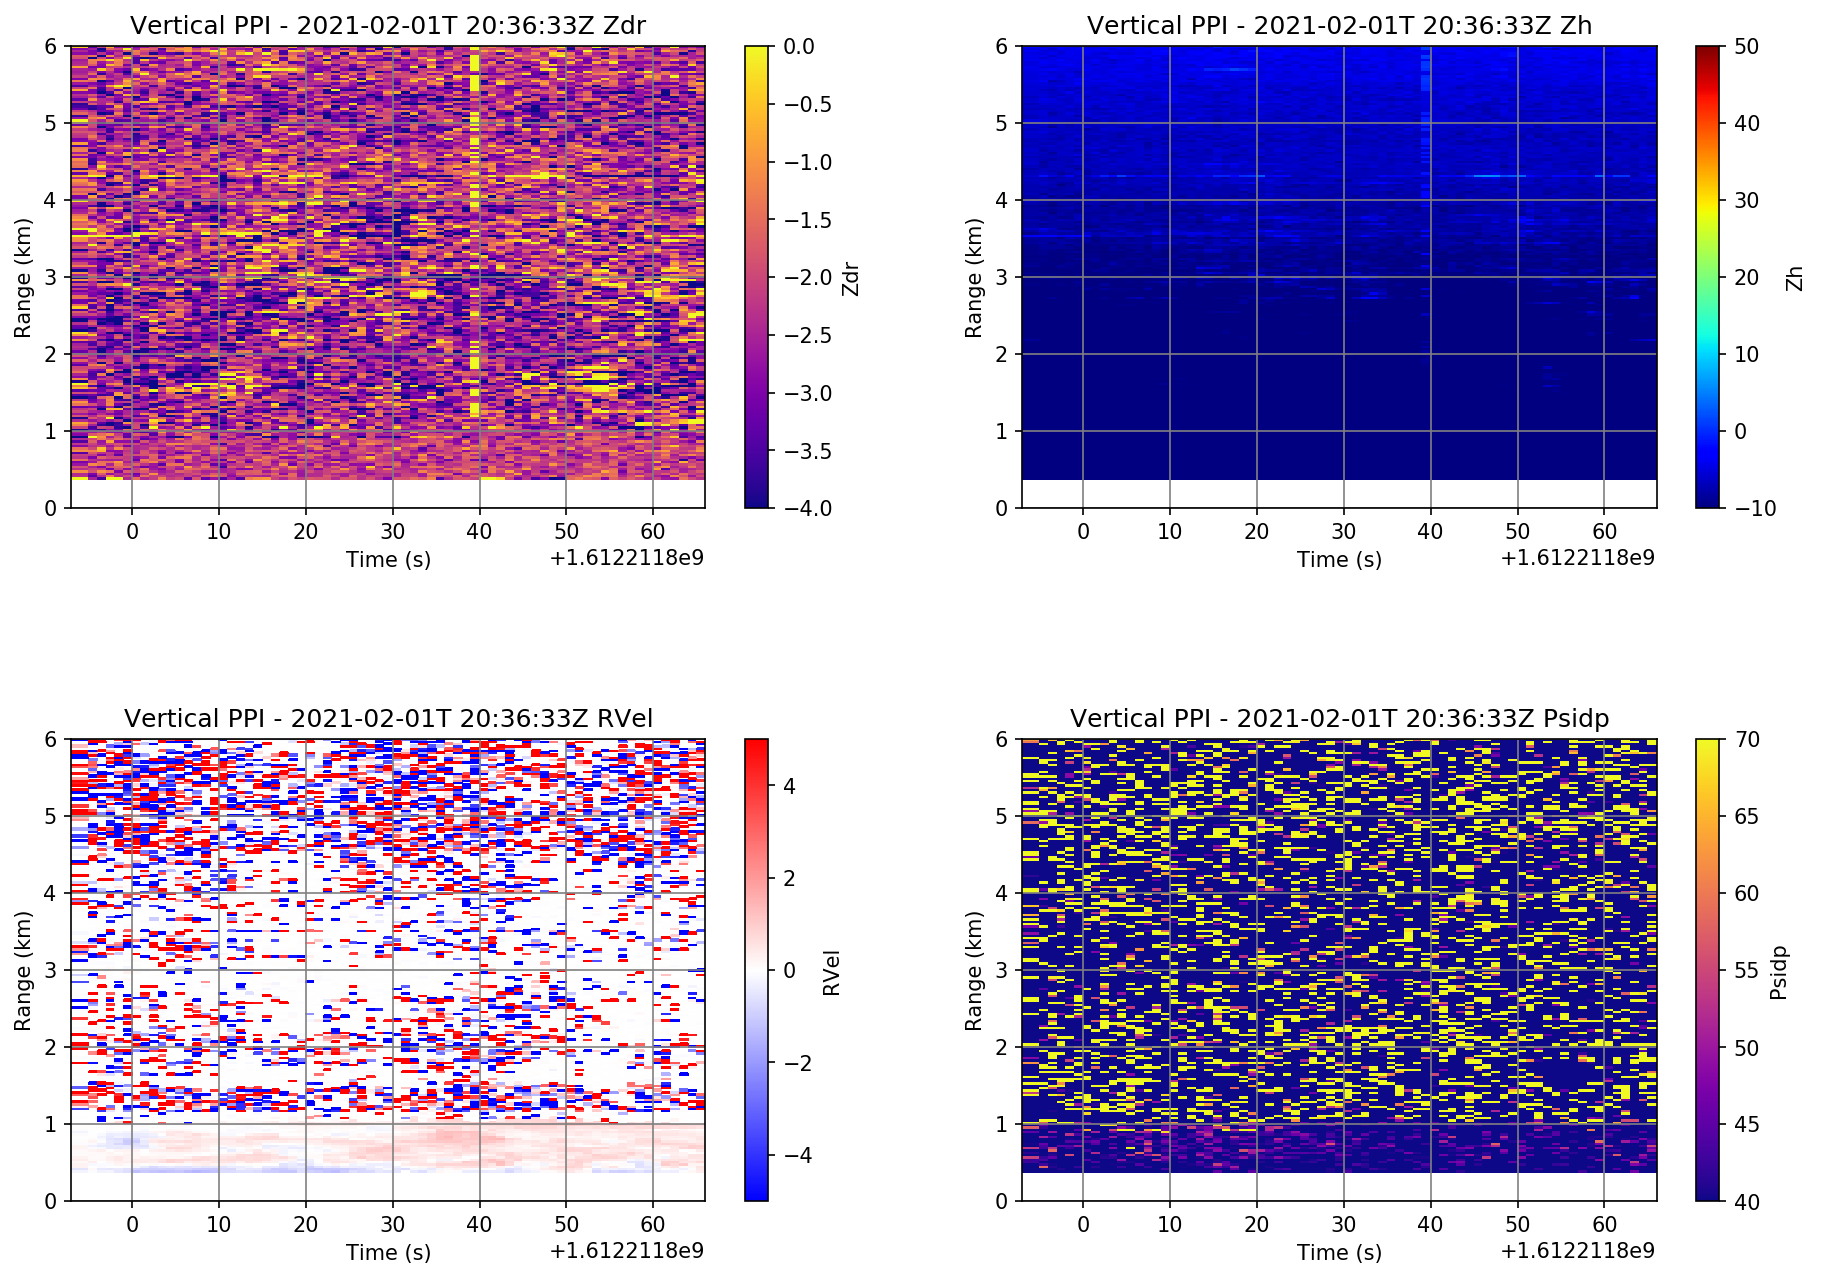 Vertical PPI - 2021-02-01T 20:36:33Z Zdr
6
5
4
3
2
1
0
Range (km)
0 10 20 30 40 50 60
Time (s)
+1.6122118e9
0.0
−0.5
−1.0
−1.5
−2.0
−2.5
−3.0
−3.5
−4.0
Zdr
Vertical PPI - 2021-02-01T 20:36:33Z Zh
6
5
4
3
2
1
0
Range (km)
0 10 20 30 40 50 60
Time (s)
+1.6122118e9
50
40
30
20
10
0
−10
Zh
Vertical PPI - 2021-02-01T 20:36:33Z RVel
6
5
4
3
2
1
0
Range (km)
0 10 20 30 40 50 60
Time (s)
+1.6122118e9
4
2
0
−2
−4
RVel
Vertical PPI - 2021-02-01T 20:36:33Z Psidp
6
5
4
3
2
1
0
Range (km)
0 10 20 30 40 50 60
Time (s)
+1.6122118e9
70
65
60
55
50
45
40
Psidp